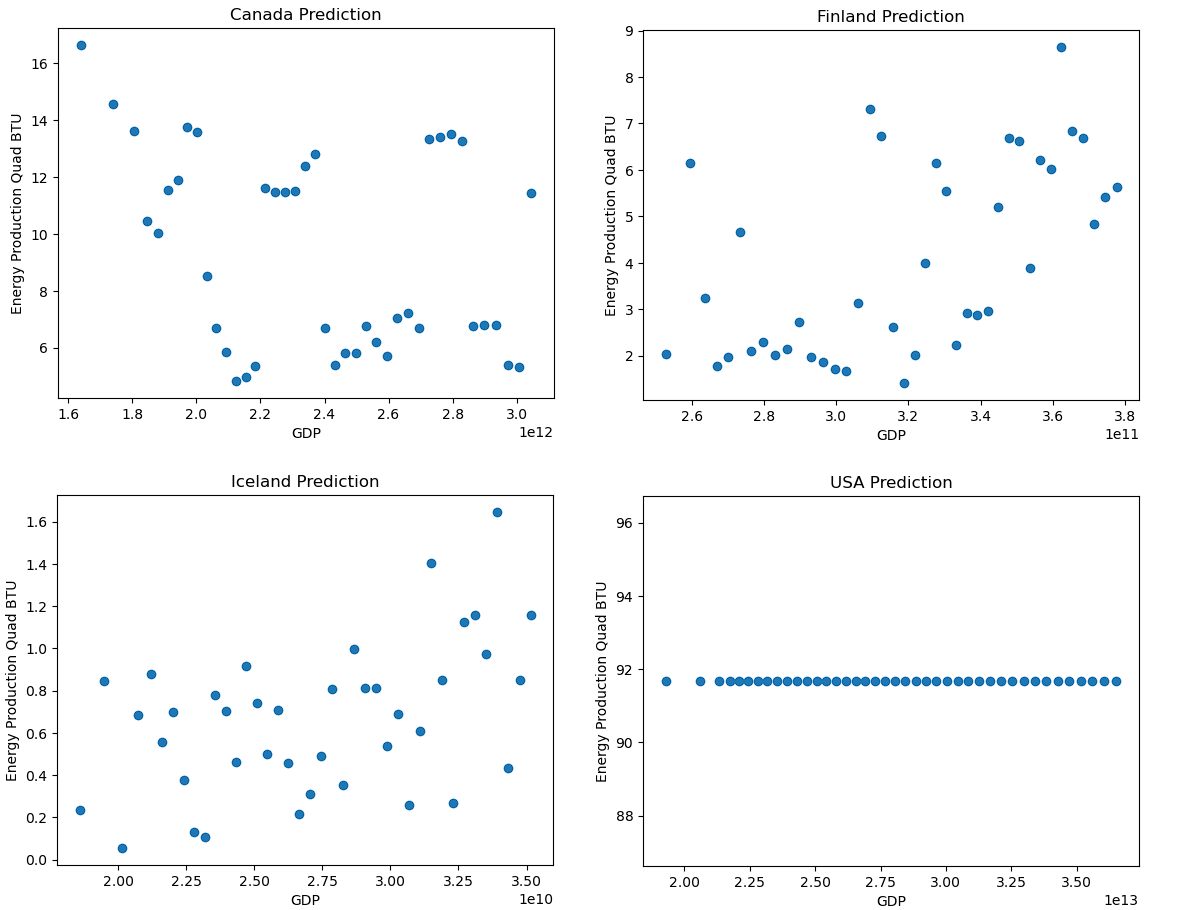 Canada Prediction
Energy Production Quad BTU
16
14
12
10
8
6
1.6 1.8 2.0 2.2 2.4 2.6 2.8 3.0
1e12
GDP
Finland Prediction
Energy Production Quad BTU
9
8
7
6
5
4
3
2
2.6 2.8 3.0 3.2 3.4 3.6 3.8
1e11
GDP
Iceland Prediction
Energy Production Quad BTU
1.6
1.4
1.2
1.0
0.8
0.6
0.4
0.2
0.0
2.00 2.25 2.50 2.75 3.00 3.25 3.50
1e10
GDP
USA Prediction
Energy Production Quad BTU
96
94
92
90
88
2.00 2.25 2.50 2.75 3.00 3.25 3.50
1e13
GDP